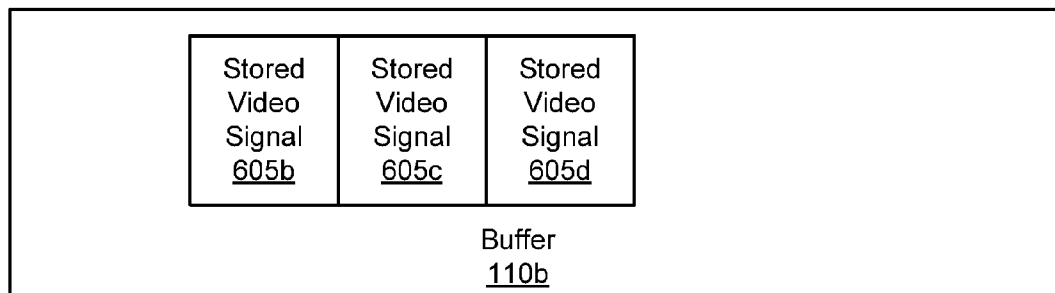 Stored Stored Stored
Video Video Video
Signal Signal Signal
605b 605c 605d
Buffer
110b